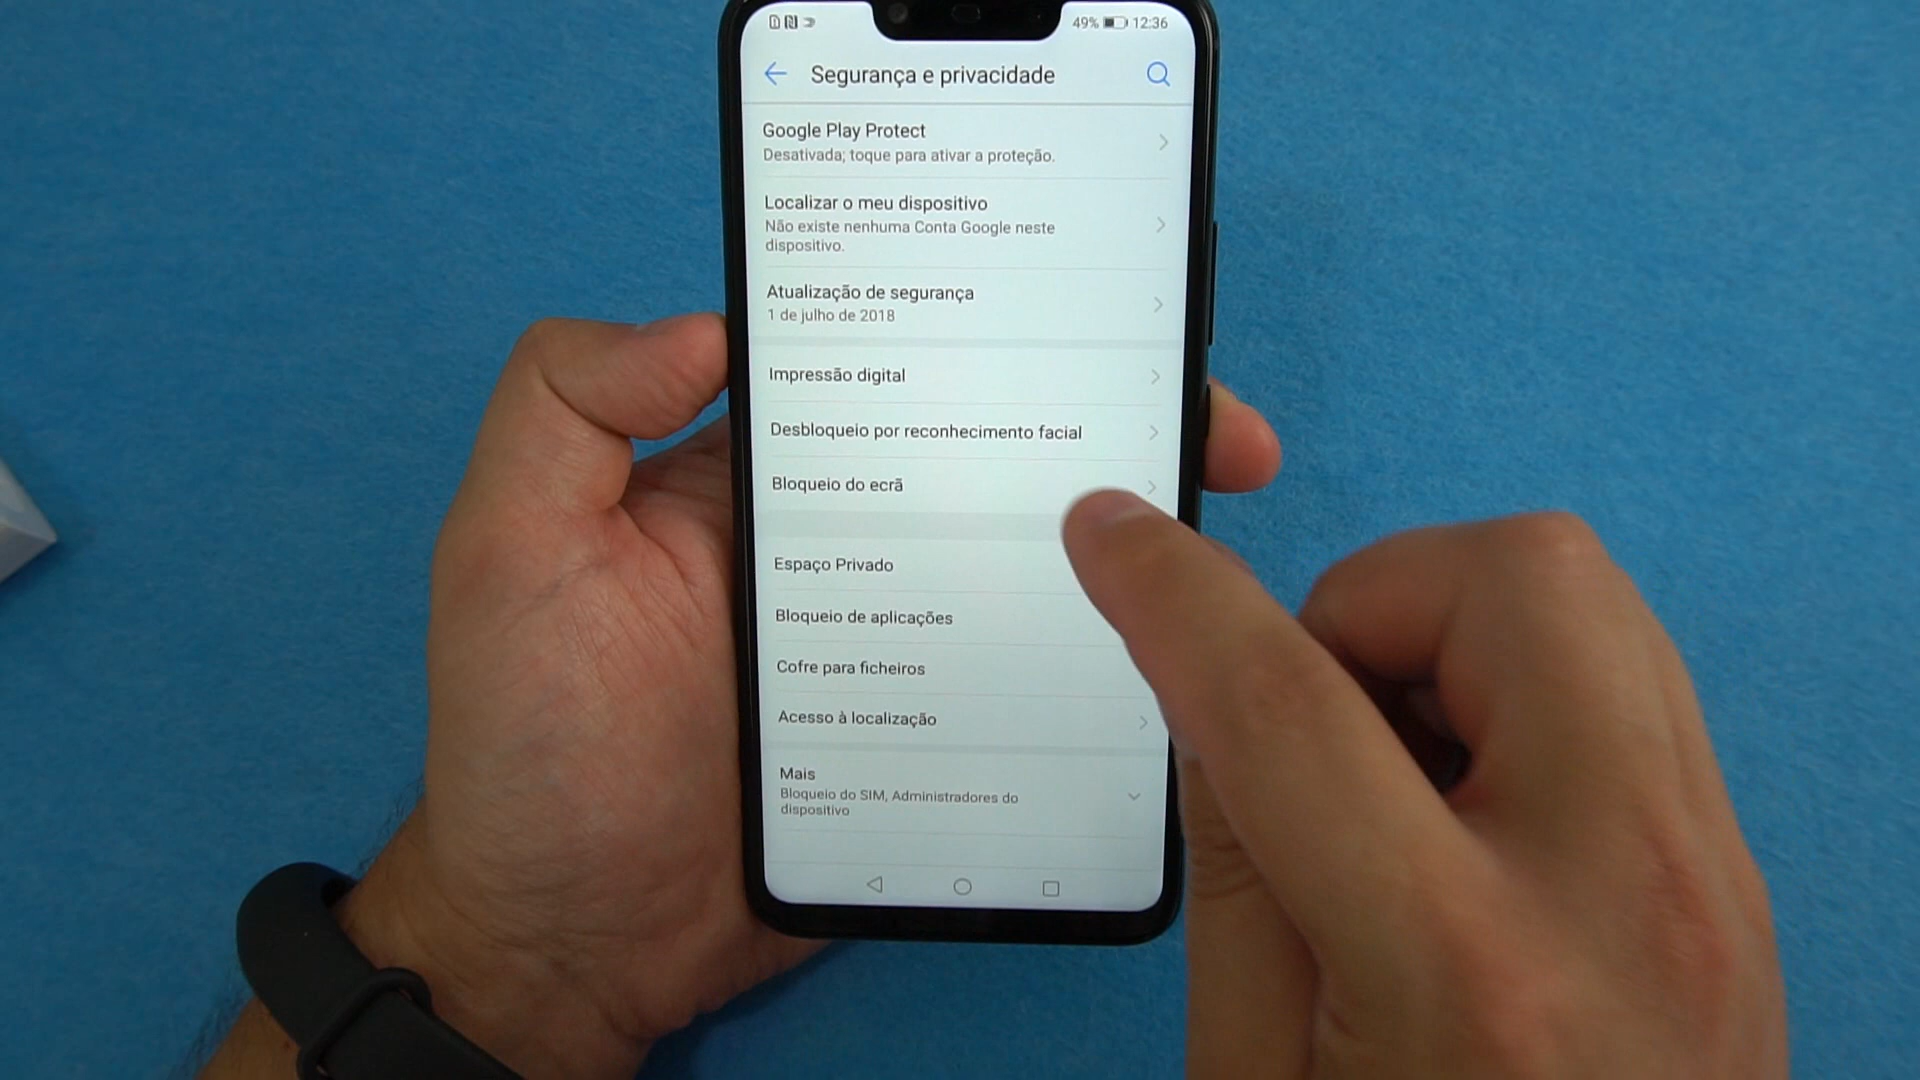 49% 12:36
Segurança e privacidade
Google Play Protect
Desativada; toque para ativar a proteção.
Localizar o meu dispositivo
Não existe nenhuma Conta Google neste
dispositivo.
Atualização de segurança
1 de julho de 2018
Impressão digital
Desbloqueio por reconhecimento facial
Bloqueio do ecrã
Espaço Privado
Bloqueio de aplicações
Cofre para ficheiros
Acesso à localização
Mais
Bloqueio do SIM, Administradores do
dispositivo